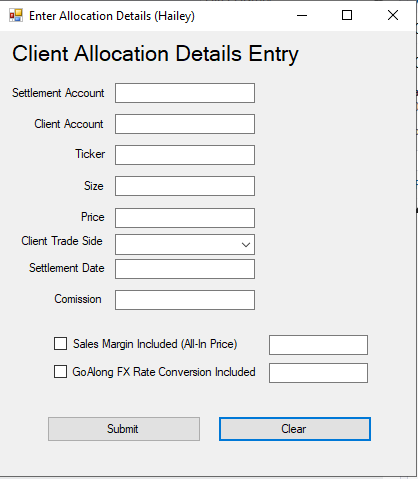 Enter Allocation Details (Hailey)
Client Allocation Details Entry
Settlement Account
Client Account
Ticker
Size
Price
Client Trade Side
Settlement Date
Comission
Sales Margin Included (All-In Price)
GoAlong FX Rate Conversion Included
Submit Clear